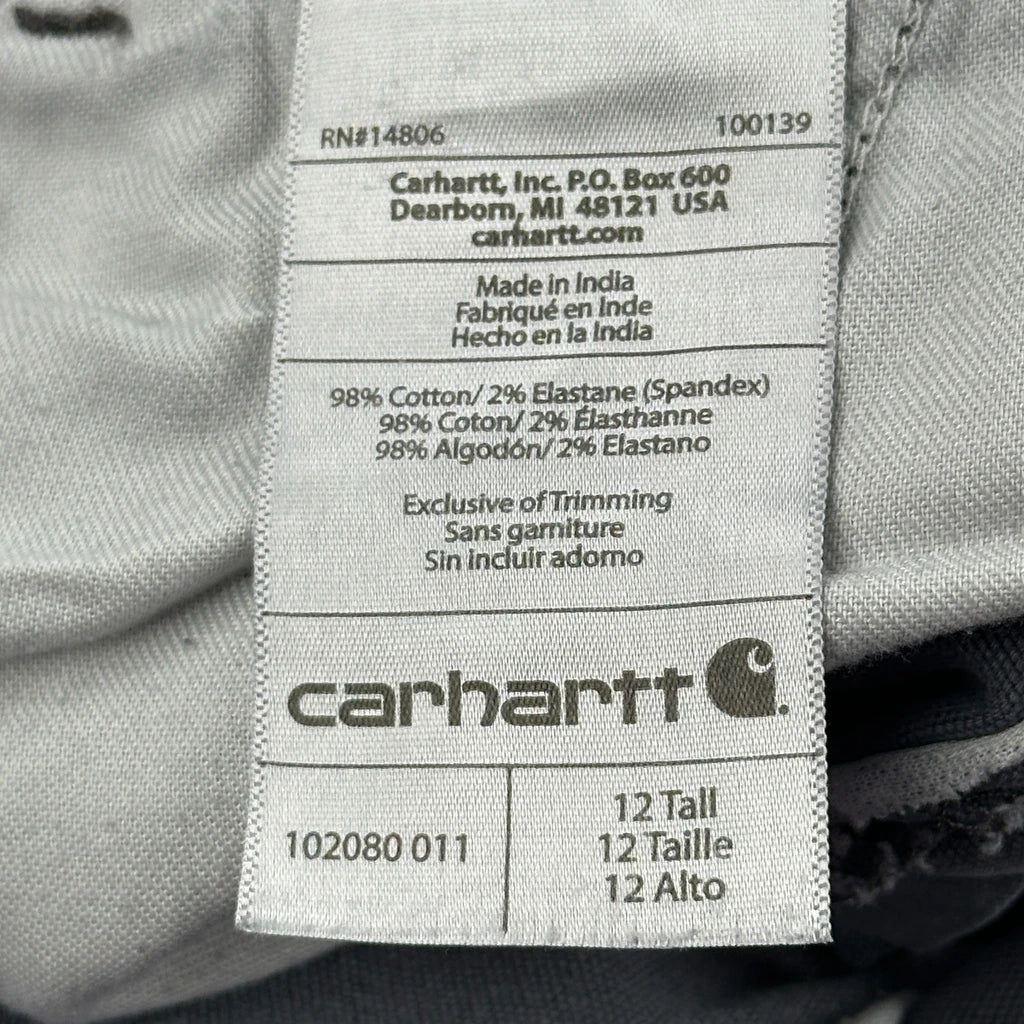 RN#14806 100139
Carhartt, Inc. P.O. Box 600
Dearborn, MI 48121 USA
carhartt.com
Made in India
Fabriqué en Inde
Hecho en la India
98% Cotton/ 2% Elastane (Spandex)
98% Coton/ 2% Élasthanne
98% Algodón/ 2% Elastano
Exclusive of Trimming
Sans garniture
Sin incluir adorno
carhartt
102080 011
12 Tall
12 Taille
12 Alto